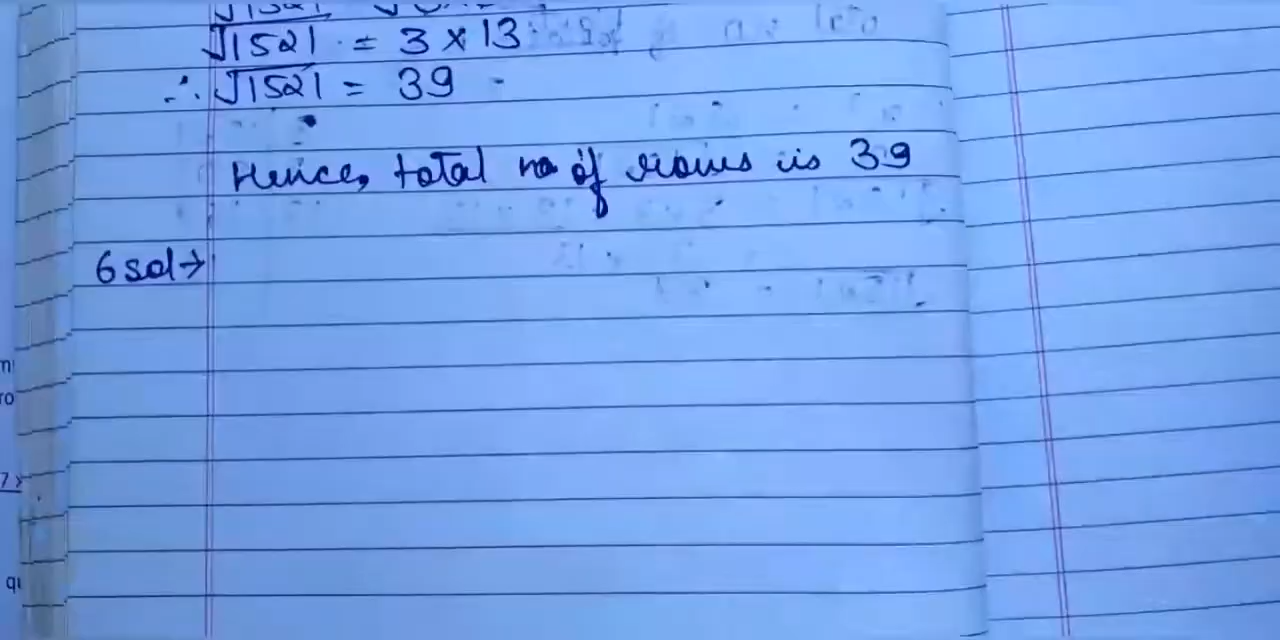 √1521 = 3 × 13
∴ √1521 = 39
Hence, total no of rows is 39
6 sol→